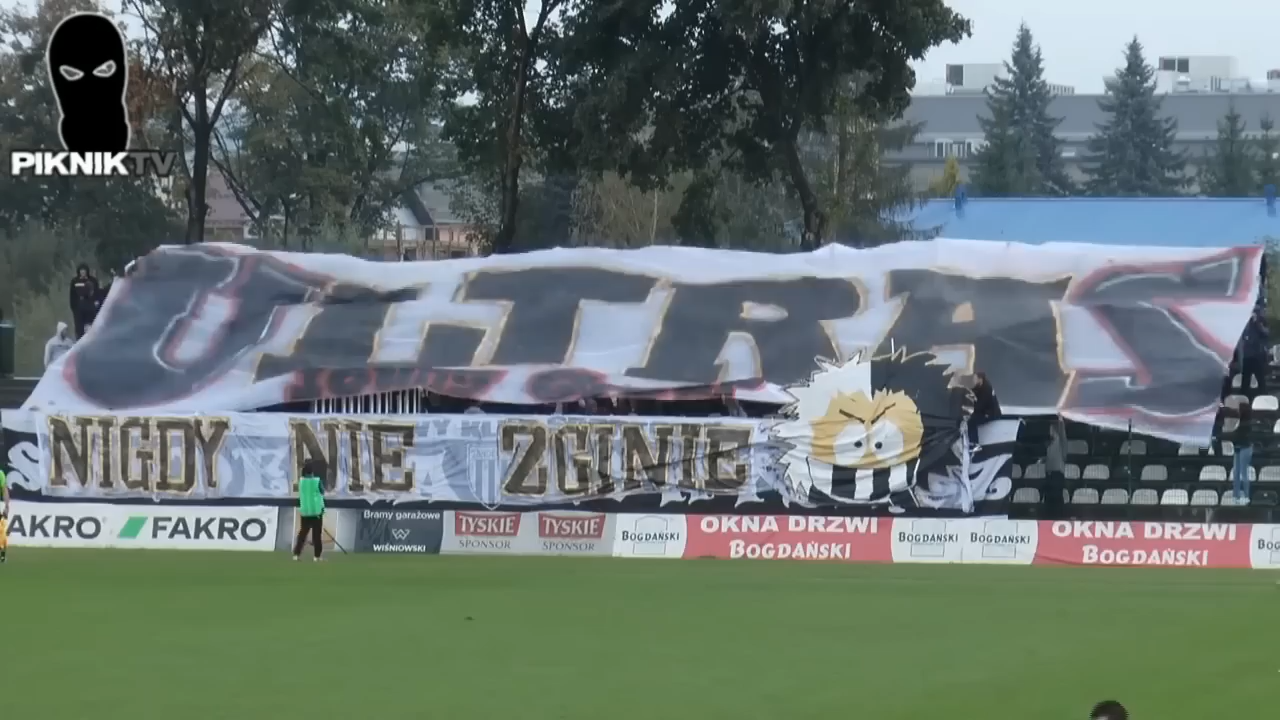 PIKNIKTV
ULTRAS
NIGDY NIE ZGINIE
FAKRO
FAKRO
Bramy garażowe
WIŚNIOWSKI
TYSKIE
SPONSOR
TYSKIE
SPONSOR
BOGDAŃSKI
OKNA DRZWI
BOGDAŃSKI
BOGDAŃSKI
BOGDAŃSKI
OKNA DRZWI
BOGDAŃSKI